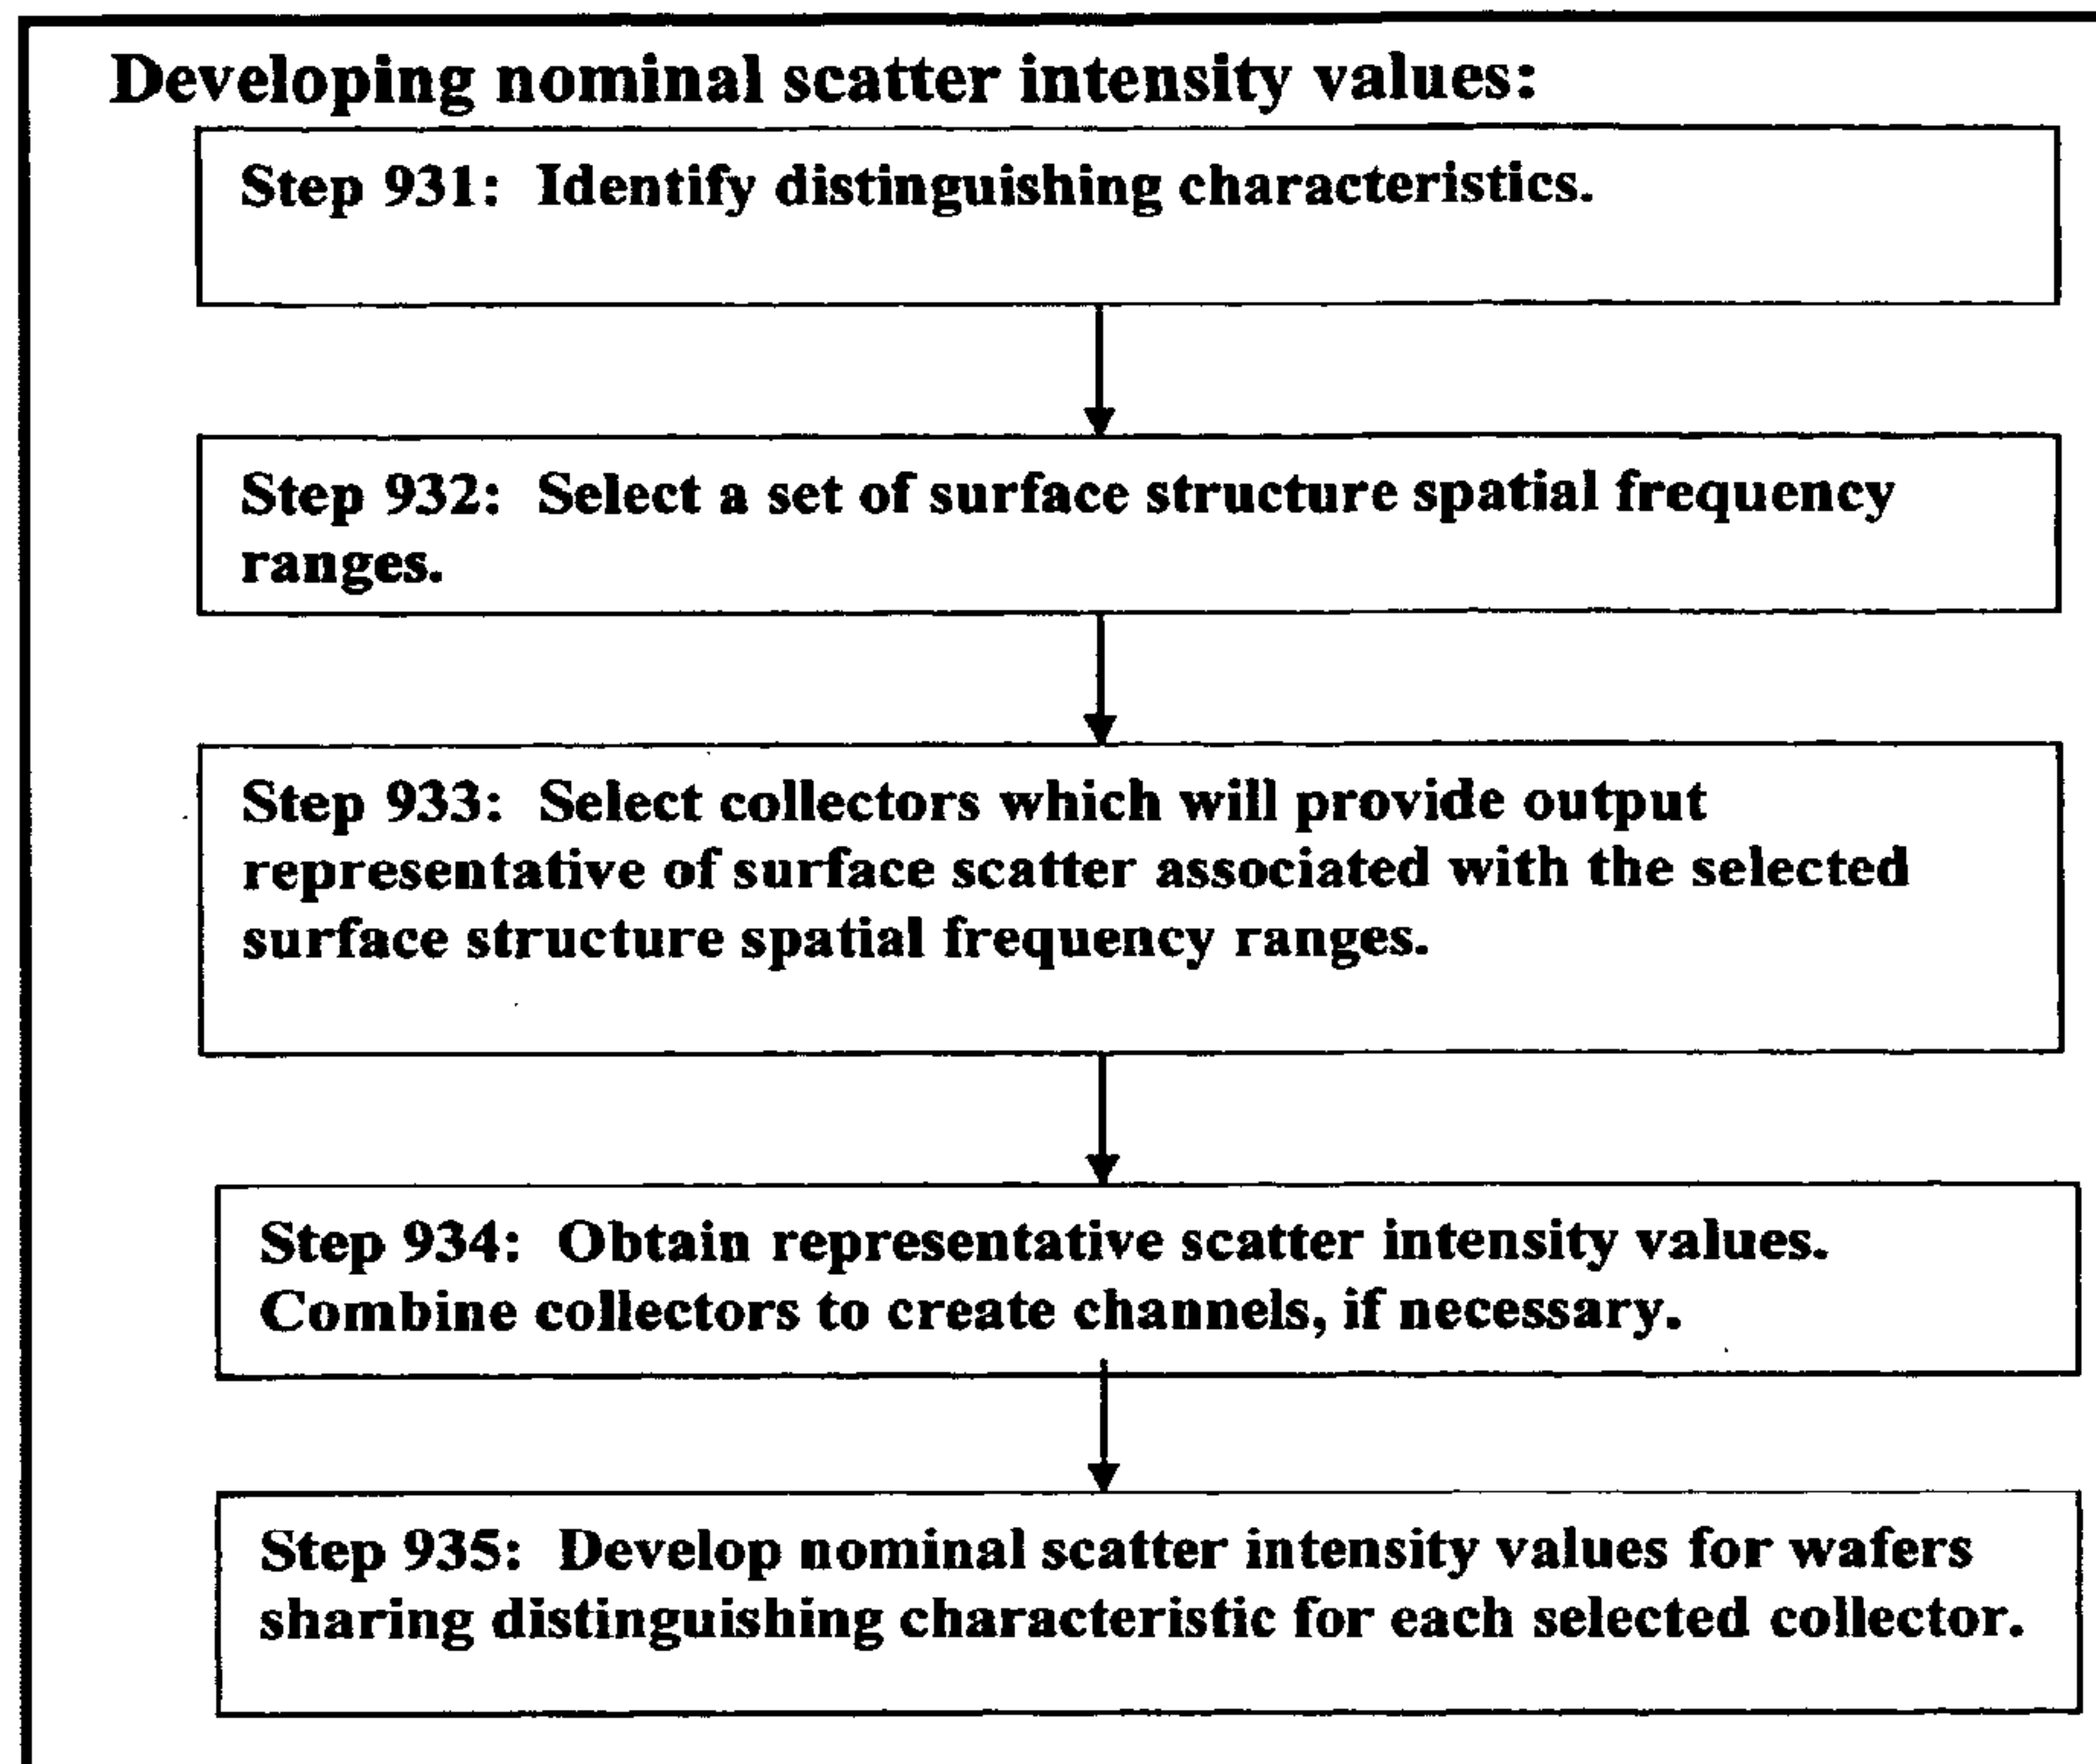 Developing nominal scatter intensity values:
Step 931: Identify distinguishing characteristics.
Step 932: Select a set of surface structure spatial frequency
ranges.
Step 933: Select collectors which will provide output
representative of surface scatter associated with the selected
surface structure spatial frequency ranges.
Step 934: Obtain representative scatter intensity values.
Combine collectors to create channels, if necessary.
Step 935: Develop nominal scatter intensity values for wafers
sharing distinguishing characteristic for each selected collector.